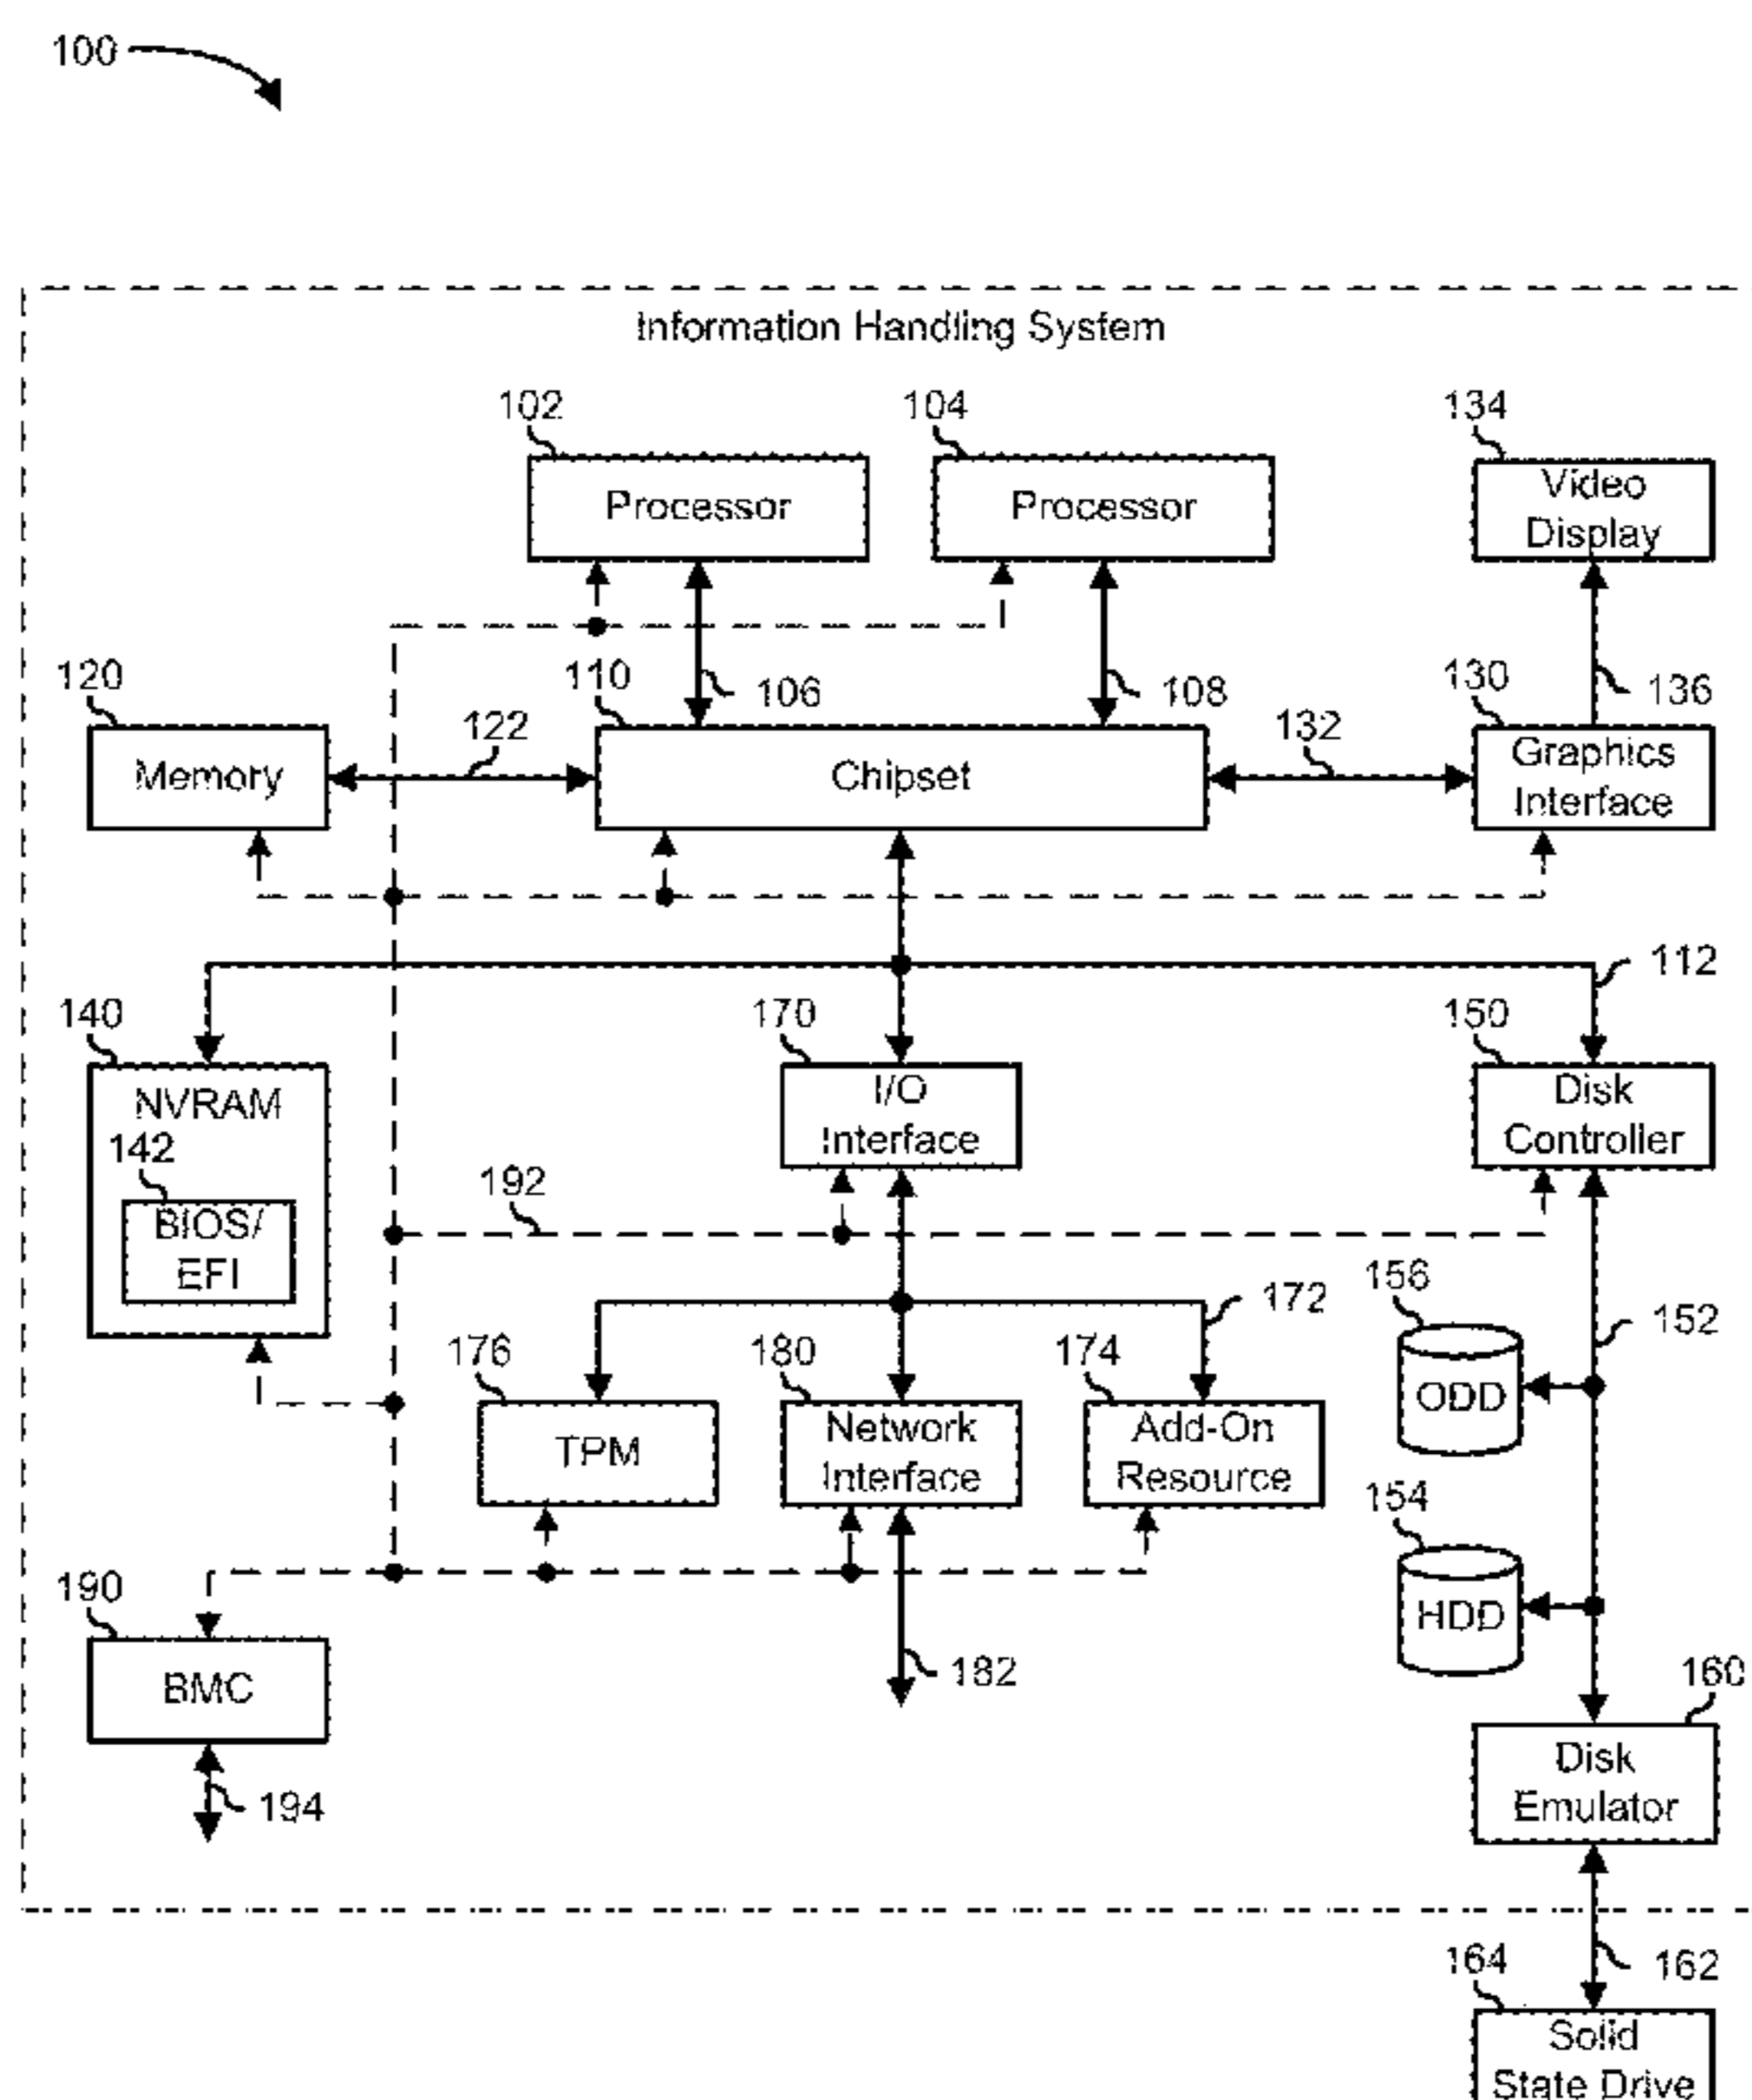 100
Information Handling System
102
104
134
Processor
Processor
Video
Display
120
110
106
108
130
136
122
132
Memory
Chipset
Graphics
Interface
112
140
170
150
NVRAM
I/O
Interface
Disk
Controller
142
BIOS/
EFI
192
156
172
152
176
180
174
ODD
TPM
Network
Interface
Add-On
Resource
154
HDD
190
182
160
BMC
Disk
Emulator
194
164
162
Solid
State Drive